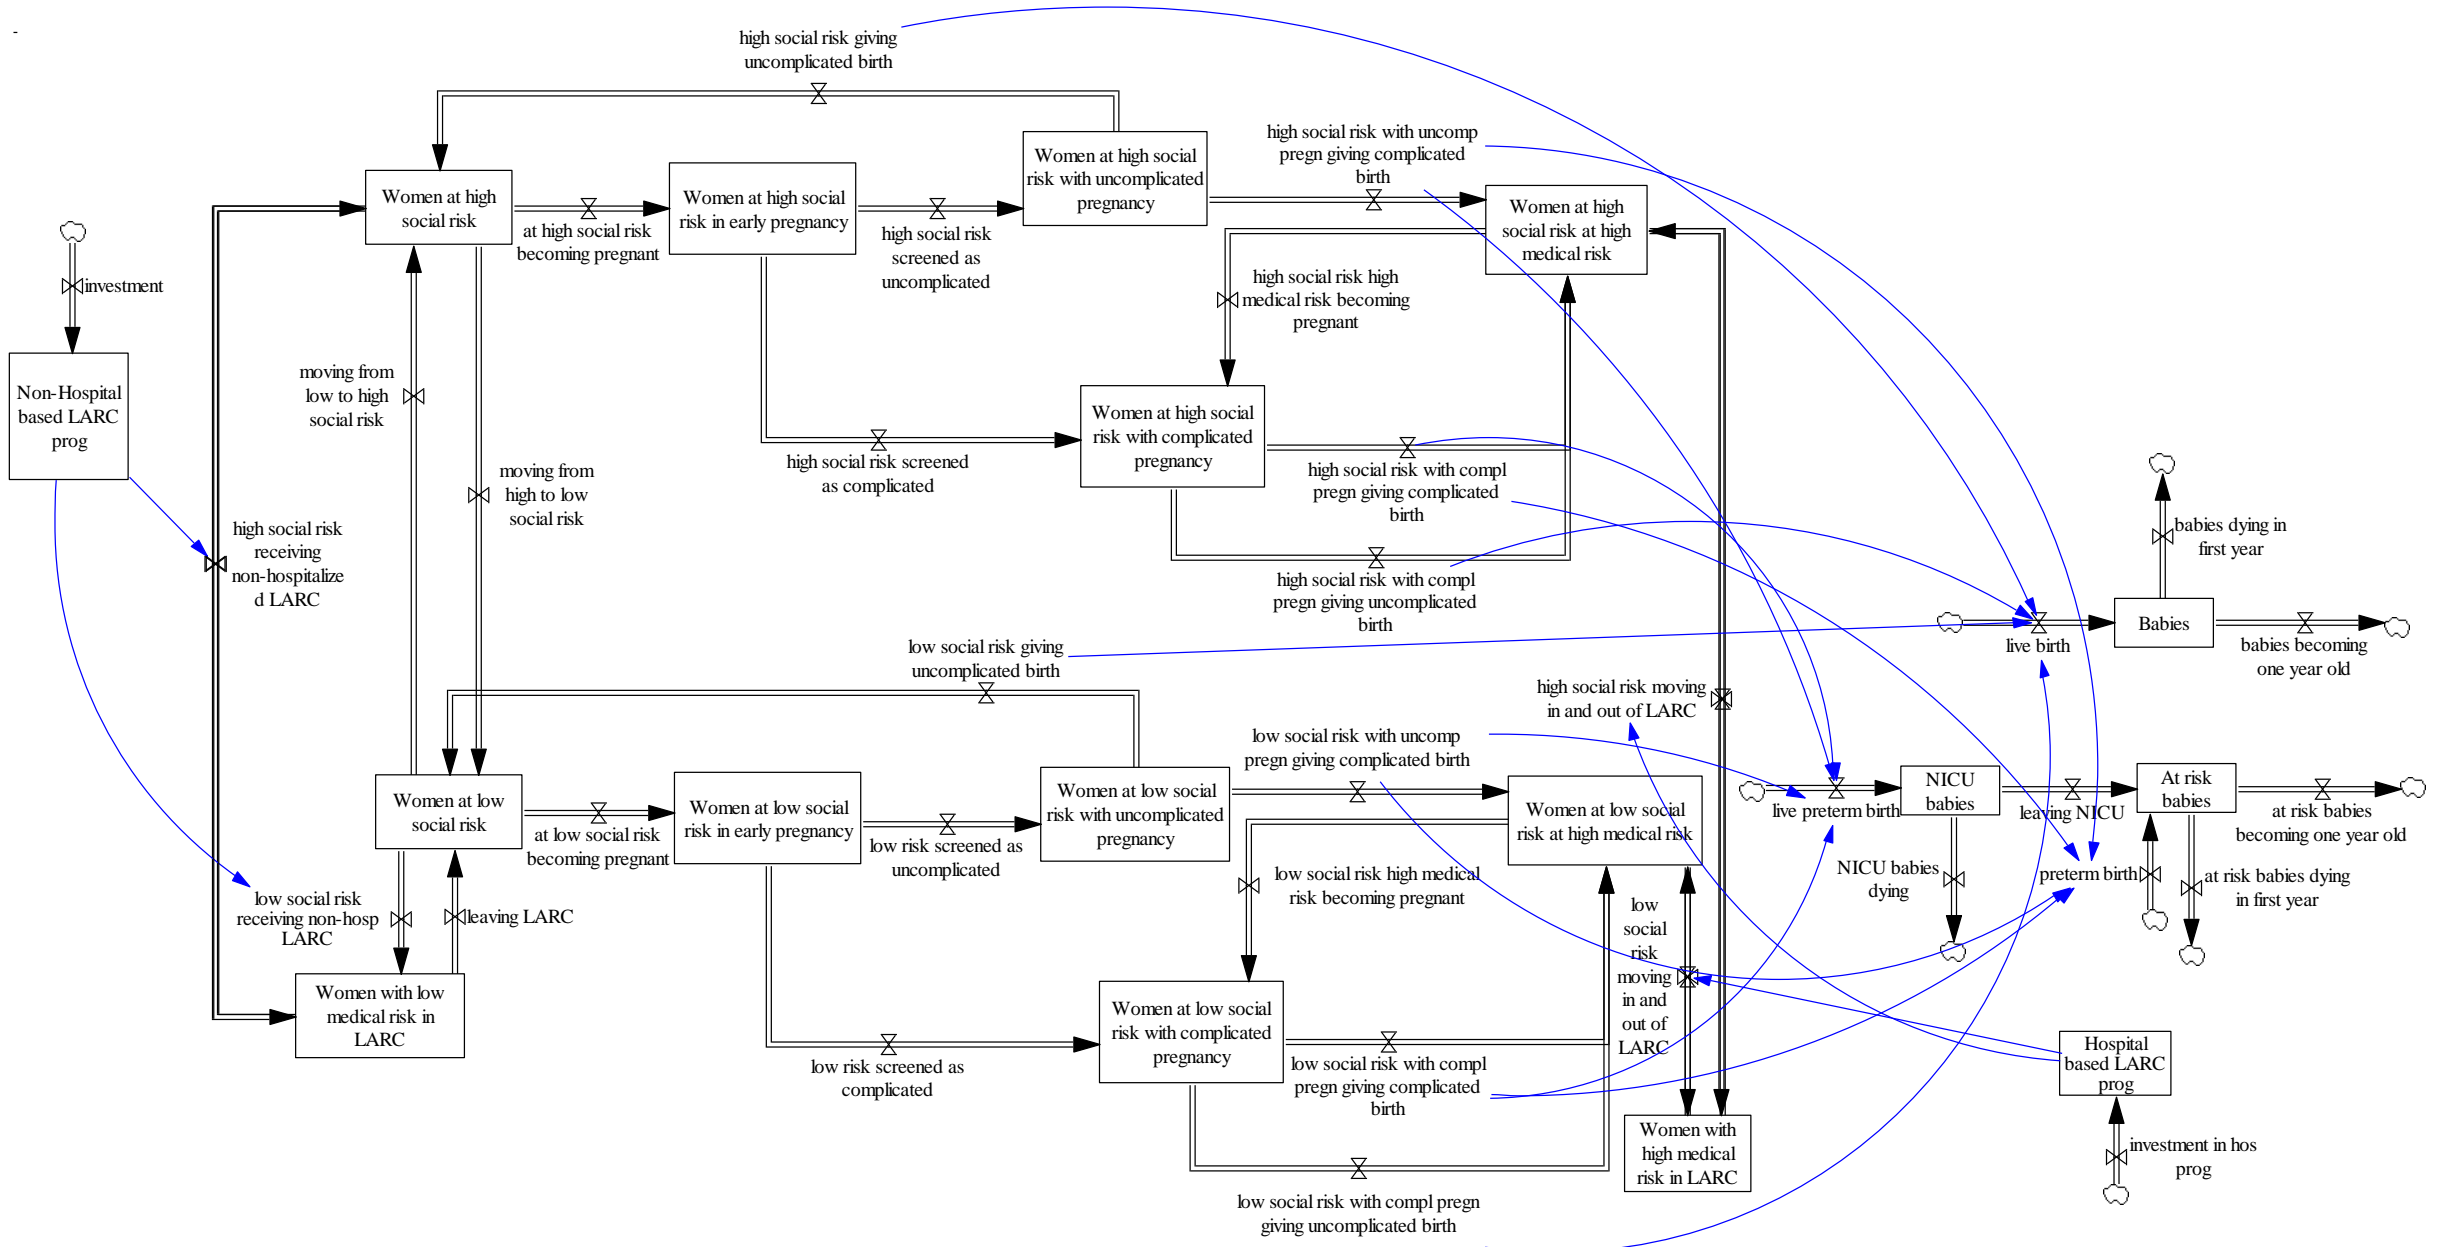 -
high social risk giving
uncomplicated birth
high social risk with uncomp
pregn giving complicated
birth
Women at high social
risk with uncomplicated
pregnancy
Women at high
social risk
Women at high social
risk in early pregnancy
Women at high
social risk at high
medical risk
at high social risk
becoming pregnant
high social risk
screened as
uncomplicated
investment
high social risk high
medical risk becoming
pregnant
Non-Hospital
based LARC
prog
moving from
low to high
social risk
Women at high social
risk with complicated
pregnancy
high social risk screened
as complicated
moving from
high to low
social risk
high social risk with compl
pregn giving complicated
birth
high social risk
receiving
non-hospitalize
d LARC
babies dying in
first year
high social risk with compl
pregn giving uncomplicated
birth
Babies
live birth
babies becoming
one year old
low social risk giving
uncomplicated birth
high social risk moving
in and out of LARC
low social risk with uncomp
pregn giving complicated birth
Women at low
social risk
Women at low social
risk in early pregnancy
Women at low social
risk with uncomplicated
pregnancy
Women at low social
risk at high medical risk
live preterm birth
NICU
babies
leaving NICU
At risk
babies
at risk babies
becoming one year old
at low social risk
becoming pregnant
low risk screened as
uncomplicated
low social risk high medical
risk becoming pregnant
NICU babies
dying
preterm birth
at risk babies dying
in first year
low social risk
receiving non-hosp
LARC
leaving LARC
low
social
risk
moving
in and
out of
LARC
Women with low
medical risk in
LARC
Women at low social
risk with complicated
pregnancy
low risk screened as
complicated
low social risk with compl
pregn giving complicated
birth
Hospital
based LARC
prog
Women with
high medical
risk in LARC
investment in hos
prog
low social risk with compl pregn
giving uncomplicated birth